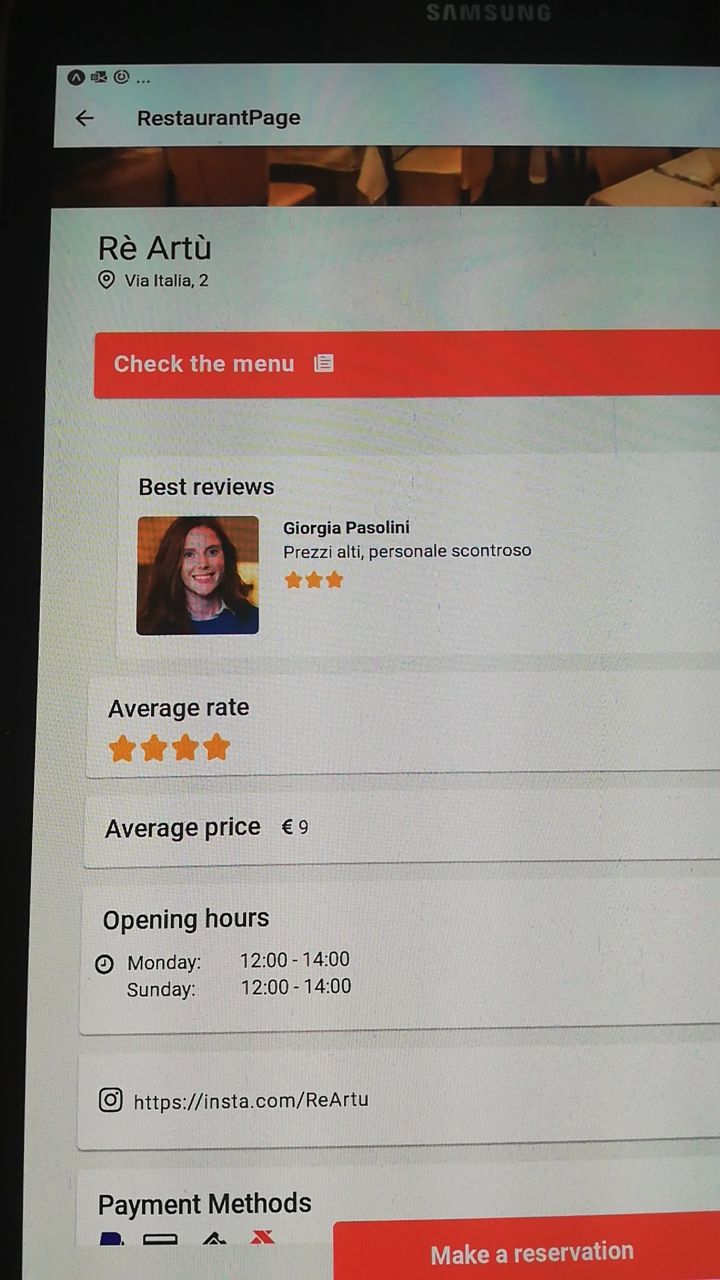 SAMSUNG
...
RestaurantPage
Rè Artù
Via Italia, 2
Check the menu
Best reviews
Giorgia Pasolini
Prezzi alti, personale scontroso
Average rate
Average price € 9
Opening hours
Monday: 12:00 - 14:00
Sunday: 12:00 - 14:00
https://insta.com/ReArtu
Payment Methods
Make a reservation